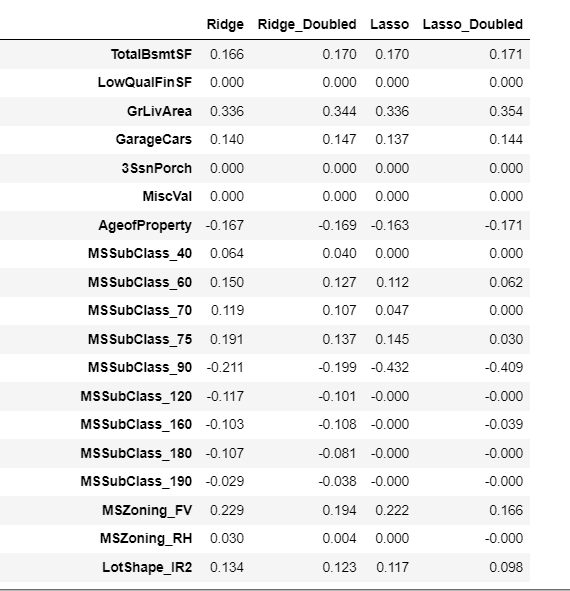 Ridge Ridge_Doubled Lasso Lasso_Doubled
TotalBsmtSF 0.166 0.170 0.170 0.171
LowQualFinSF 0.000 0.000 0.000 0.000
GrLivArea 0.336 0.344 0.336 0.354
GarageCars 0.140 0.147 0.137 0.144
3SsnPorch 0.000 0.000 0.000 0.000
MiscVal 0.000 0.000 0.000 0.000
AgeofProperty -0.167 -0.169 -0.163 -0.171
MSSubClass_40 0.064 0.040 0.000 0.000
MSSubClass_60 0.150 0.127 0.112 0.062
MSSubClass_70 0.119 0.107 0.047 0.000
MSSubClass_75 0.191 0.137 0.145 0.030
MSSubClass_90 -0.211 -0.199 -0.432 -0.409
MSSubClass_120 -0.117 -0.101 -0.000 -0.000
MSSubClass_160 -0.103 -0.108 -0.000 -0.039
MSSubClass_180 -0.107 -0.081 -0.000 -0.000
MSSubClass_190 -0.029 -0.038 -0.000 -0.000
MSZoning_FV 0.229 0.194 0.222 0.166
MSZoning_RH 0.030 0.004 0.000 -0.000
LotShape_IR2 0.134 0.123 0.117 0.098